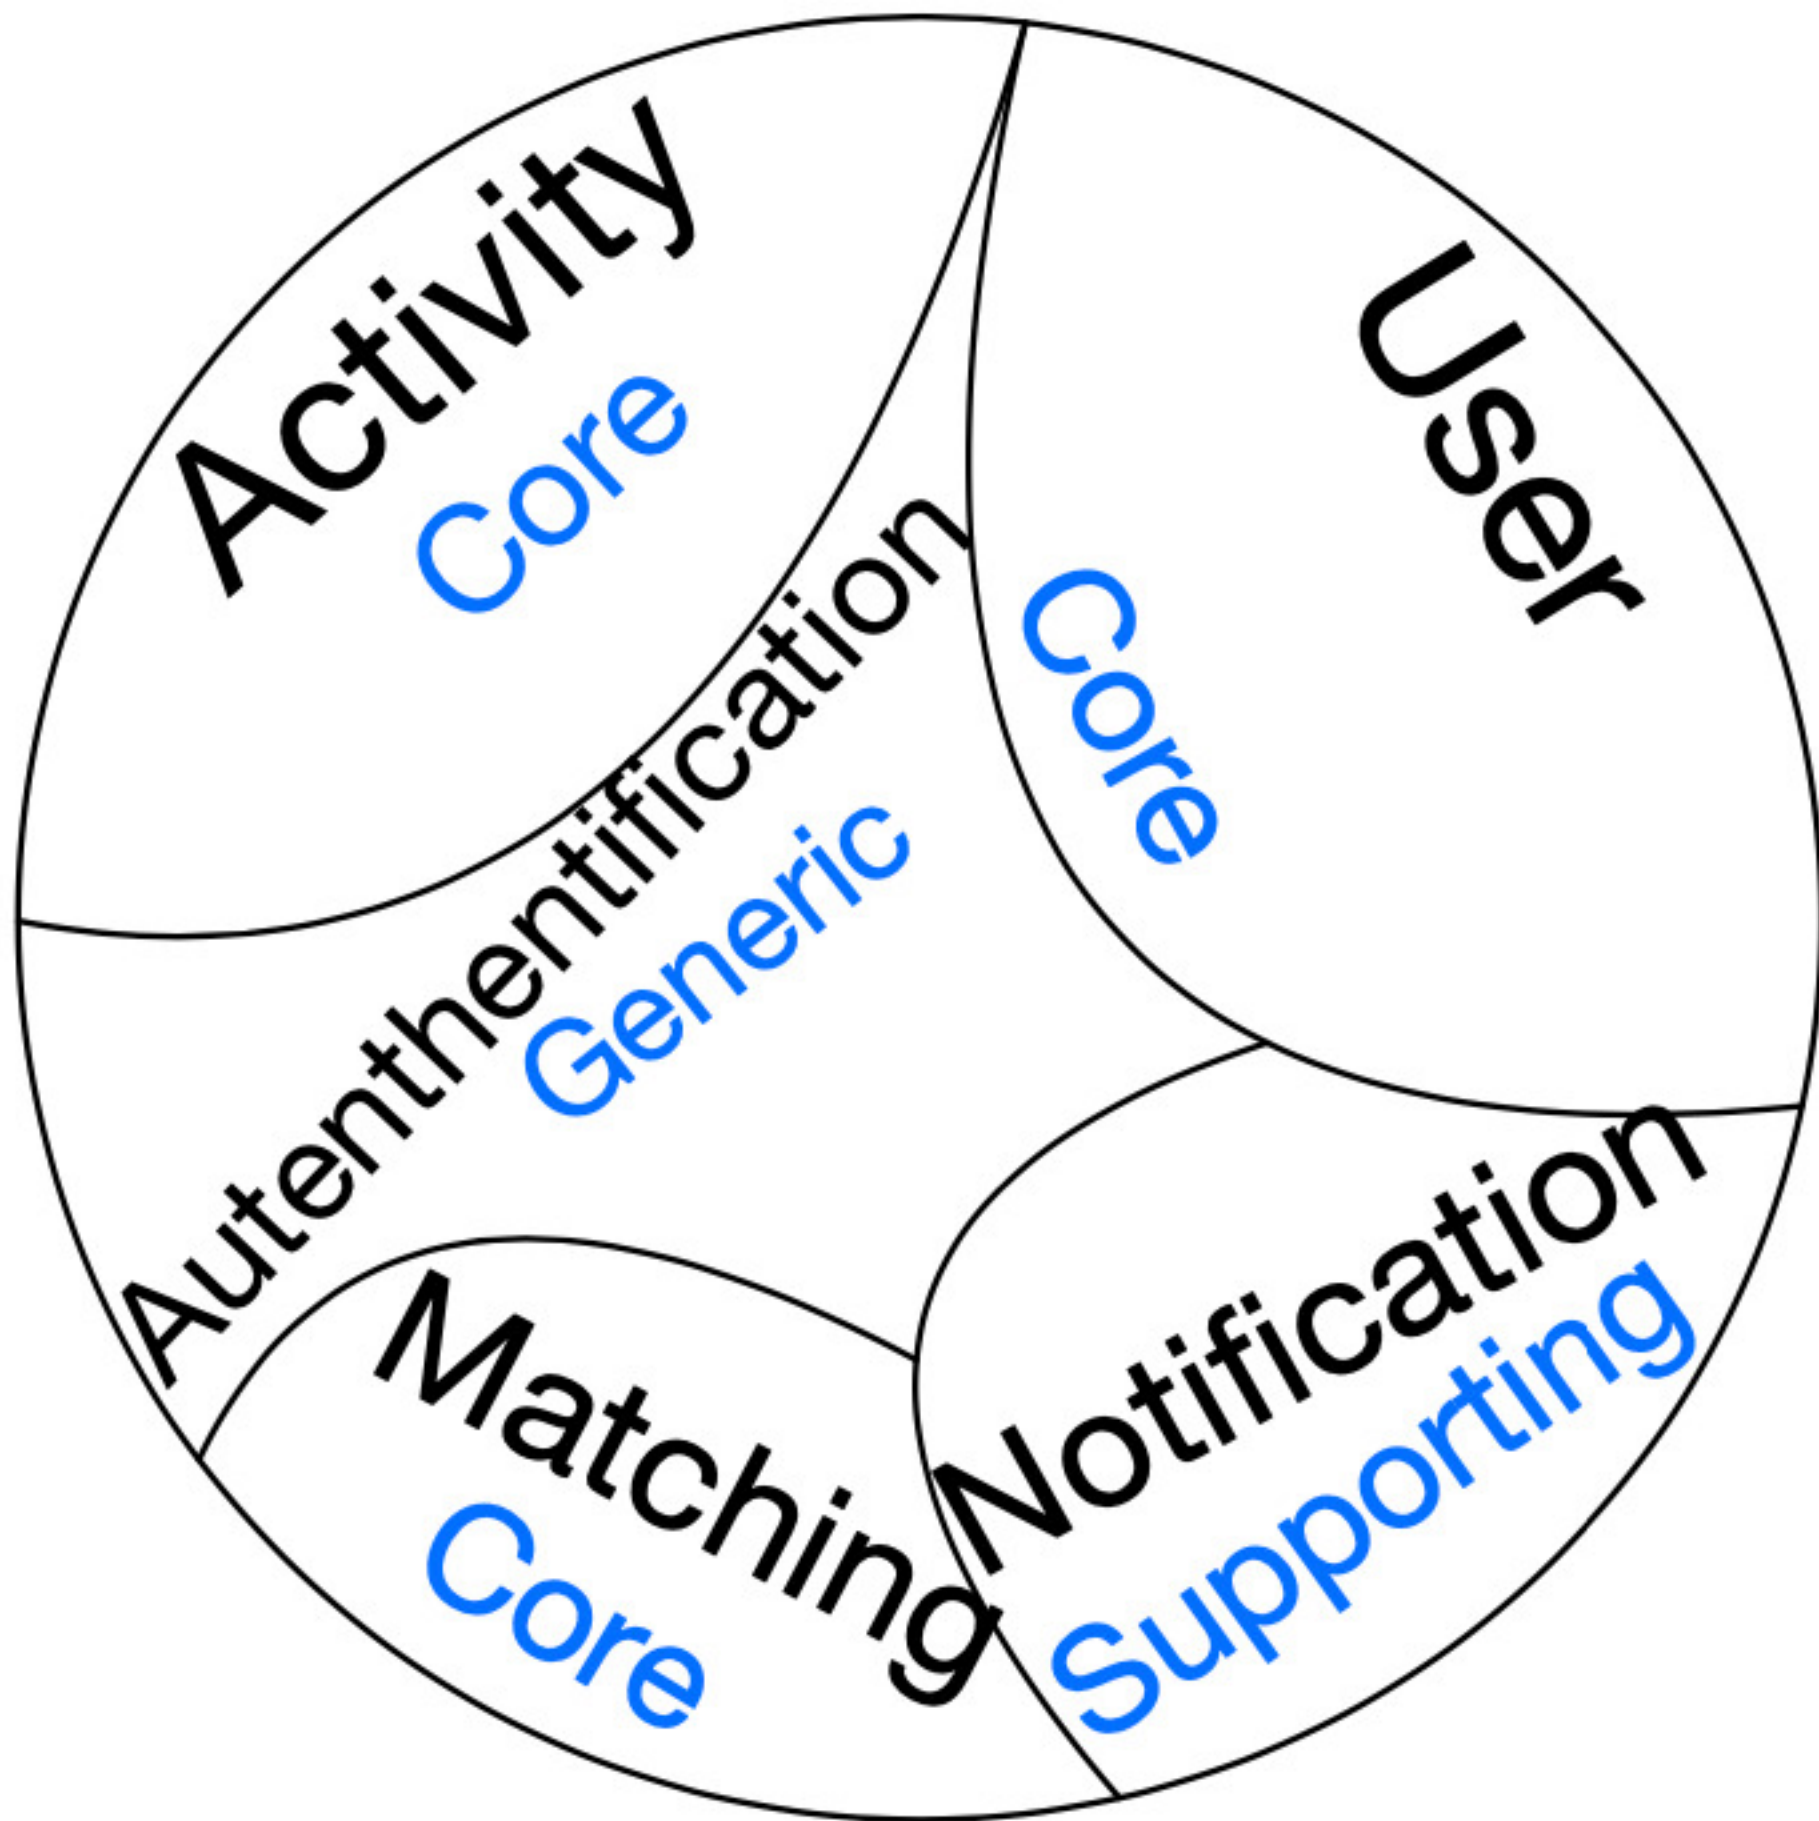 Activity
Core
User
Core
Autenthentification
Generic
Matching
Core
Notification
Supporting